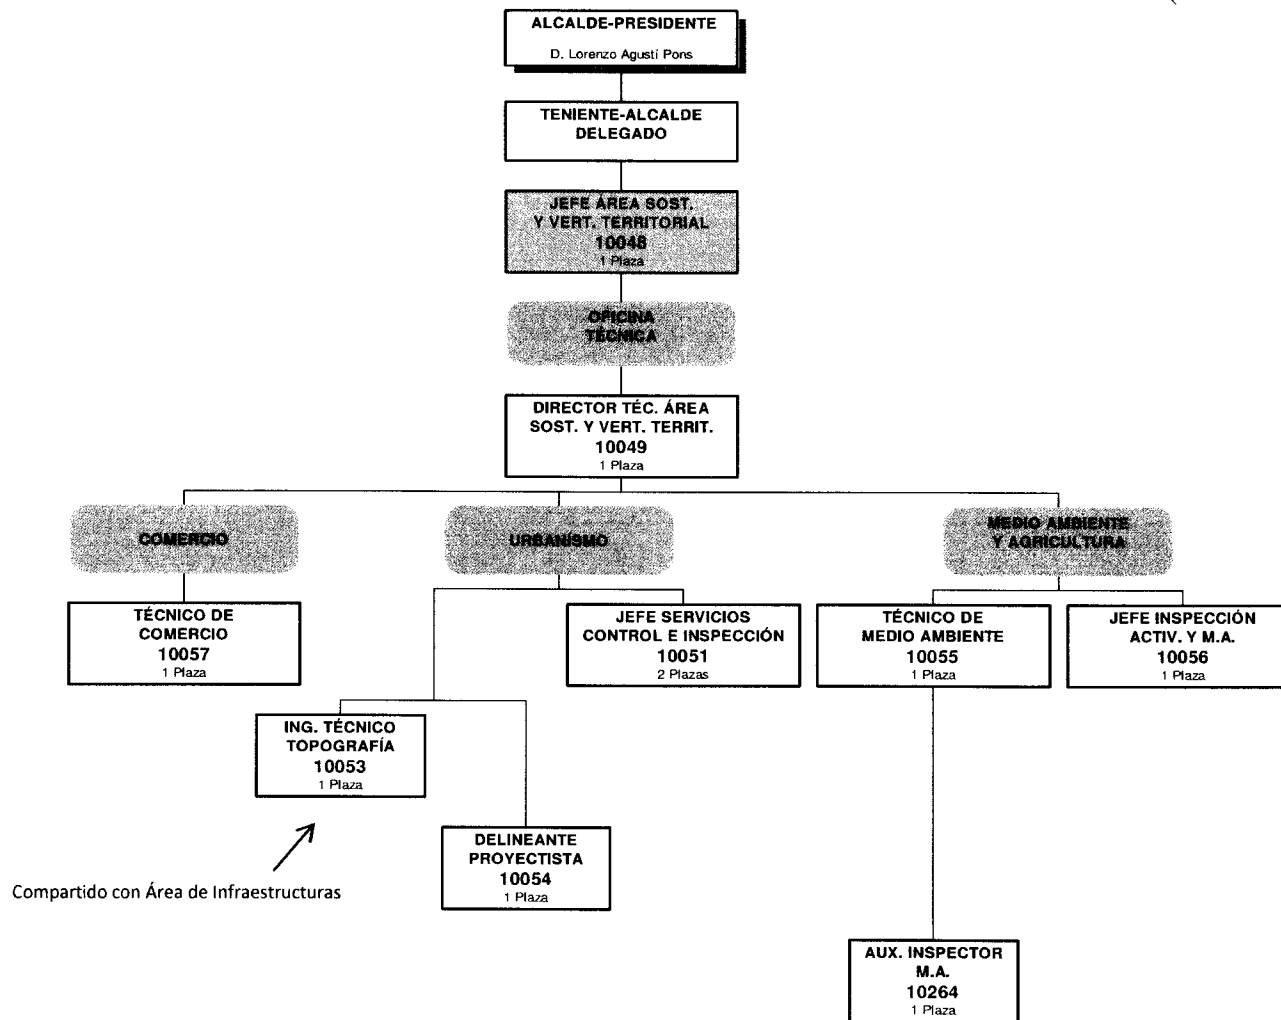 ALCALDE-PRESIDENTE
D. Lorenzo Agustí Pons
TENIENTE-ALCALDE
DELEGADO
JEFE ÁREA SOST.
Y VERT. TERRITORIAL
10048
1 Plaza
OFICINA
TÉCNICA
DIRECTOR TÉC. ÁREA
SOST. Y VERT. TERRIT.
10049
1 Plaza
COMERCIO
URBANISMO
MEDIO AMBIENTE
Y AGRICULTURA
TÉCNICO DE
COMERCIO
10057
1 Plaza
JEFE SERVICIOS
CONTROL E INSPECCIÓN
10051
2 Plazas
TÉCNICO DE
MEDIO AMBIENTE
10055
1 Plaza
JEFE INSPECCIÓN
ACTIV. Y M.A.
10056
1 Plaza
ING. TÉCNICO
TOPOGRAFÍA
10053
1 Plaza
DELINEANTE
PROYECTISTA
10054
1 Plaza
Compartido con Área de Infraestructuras
AUX. INSPECTOR
M.A.
10264
1 Plaza